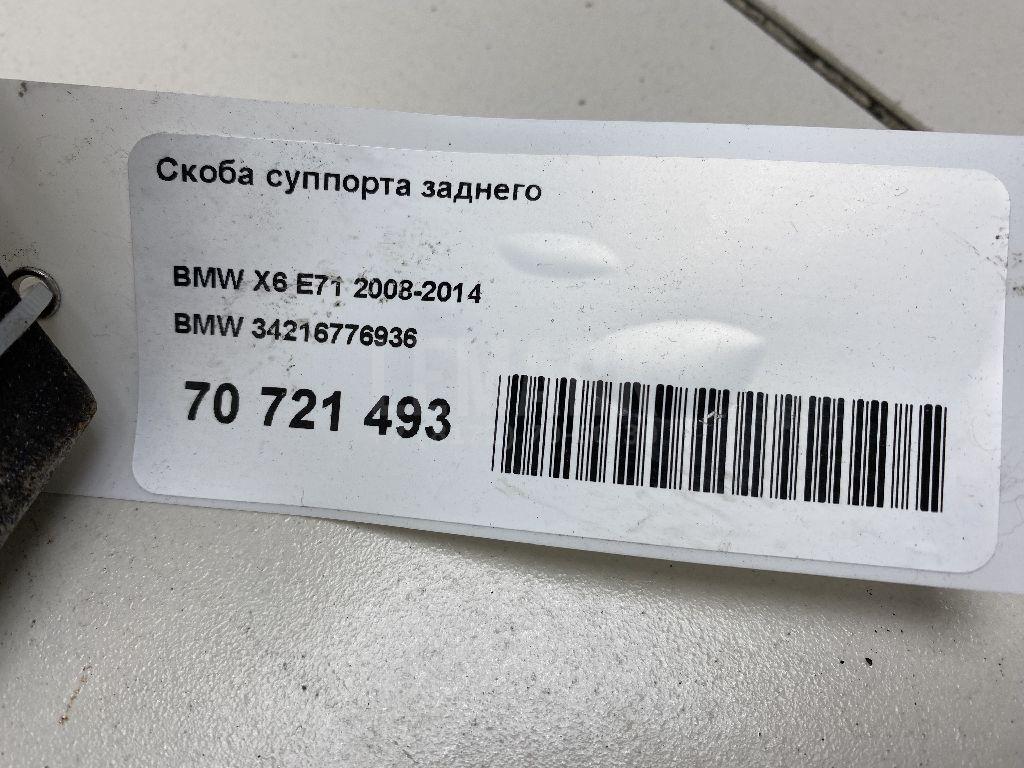 Скоба суппорта заднего
BMW X6 E71 2008-2014
BMW 34216776936
70 721 493